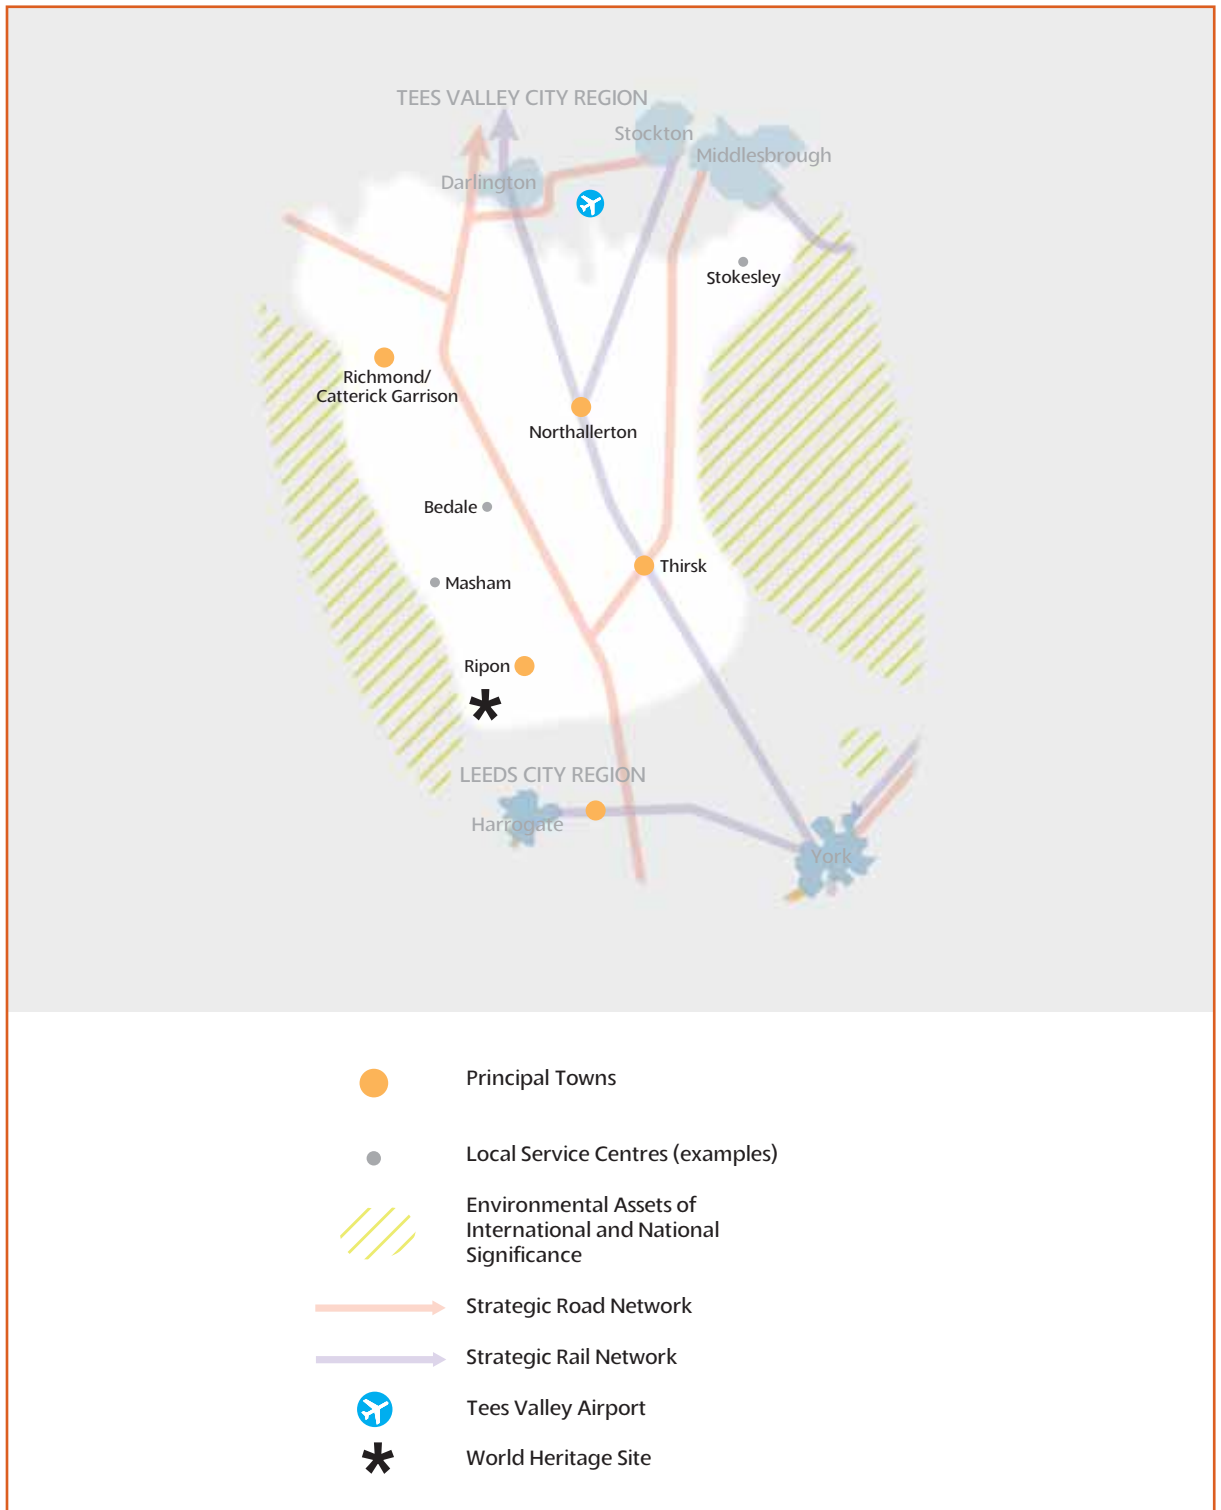 TEES VALLEY CITY REGION
Stockton
Middlesbrough
Darlington
Stokesley
Richmond/
Catterick Garrison
Northallerton
Bedale
Thirsk
Masham
Ripon
LEEDS CITY REGION
Harrogate
York
Principal Towns
Local Service Centres (examples)
Environmental Assets of
International and National
Significance
Strategic Road Network
Strategic Rail Network
Tees Valley Airport
World Heritage Site